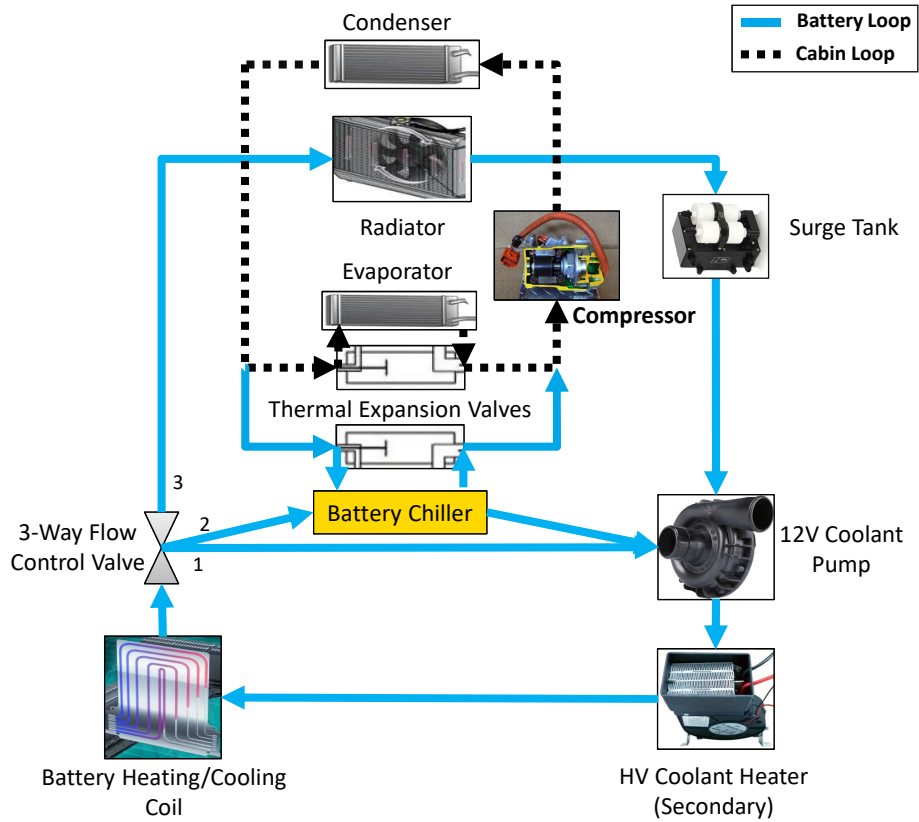 Condenser
Battery Loop
Cabin Loop
Radiator
Surge Tank
Evaporator
Compressor
Thermal Expansion Valves
3
2
1
Battery Chiller
3-Way Flow
Control Valve
12V Coolant
Pump
Battery Heating/Cooling
Coil
HV Coolant Heater
(Secondary)